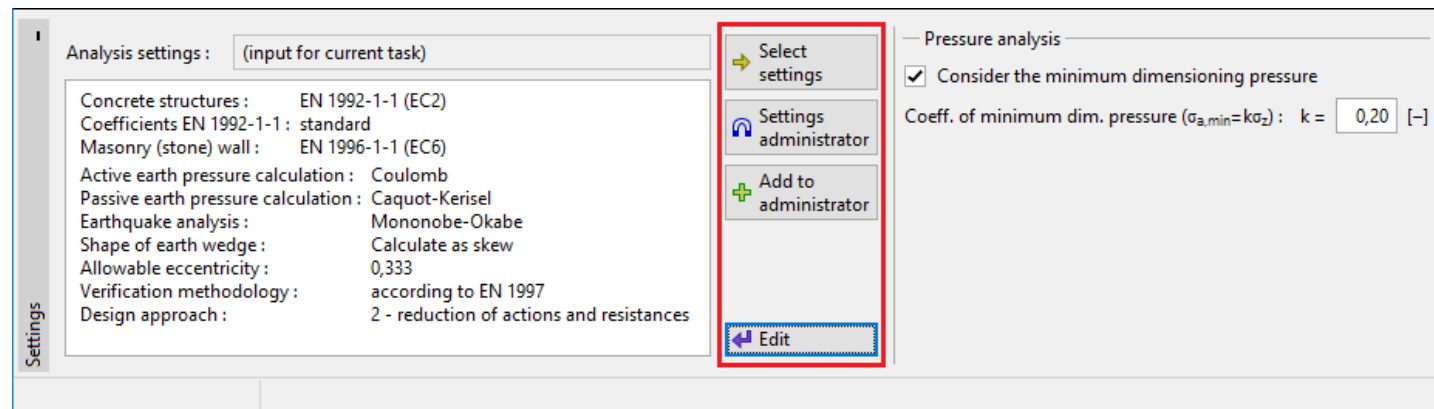 Settings
Analysis settings : (input for current task)
Concrete structures : EN 1992-1-1 (EC2)
Coefficients EN 1992-1-1 : standard
Masonry (stone) wall : EN 1996-1-1 (EC6)
Active earth pressure calculation : Coulomb
Passive earth pressure calculation : Caquot-Kerisel
Earthquake analysis : Mononobe-Okabe
Shape of earth wedge : Calculate as skew
Allowable eccentricity : 0,333
Verification methodology : according to EN 1997
Design approach : 2 - reduction of actions and resistances
Select
settings
Settings
administrator
Add to
administrator
Edit
Pressure analysis
Consider the minimum dimensioning pressure
Coeff. of minimum dim. pressure (σa,min=kσz) : k = 0,20 [–]